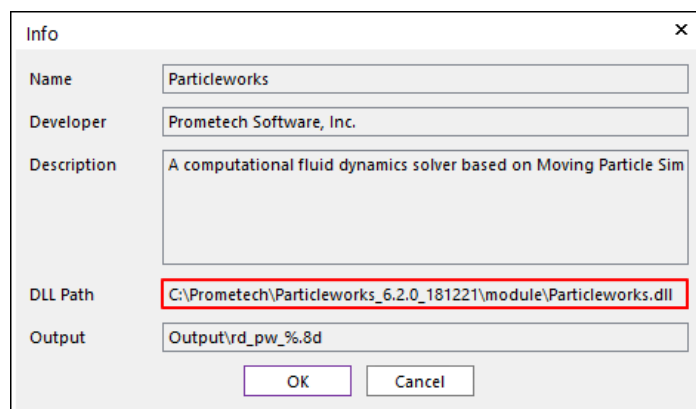 Info
Name Particleworks
Developer Prometech Software, Inc.
Description A computational fluid dynamics solver based on Moving Particle Sim
DLL Path C:\Prometech\Particleworks_6.2.0_181221\module\Particleworks.dll
Output Output\rd_pw_%.8d
OK Cancel